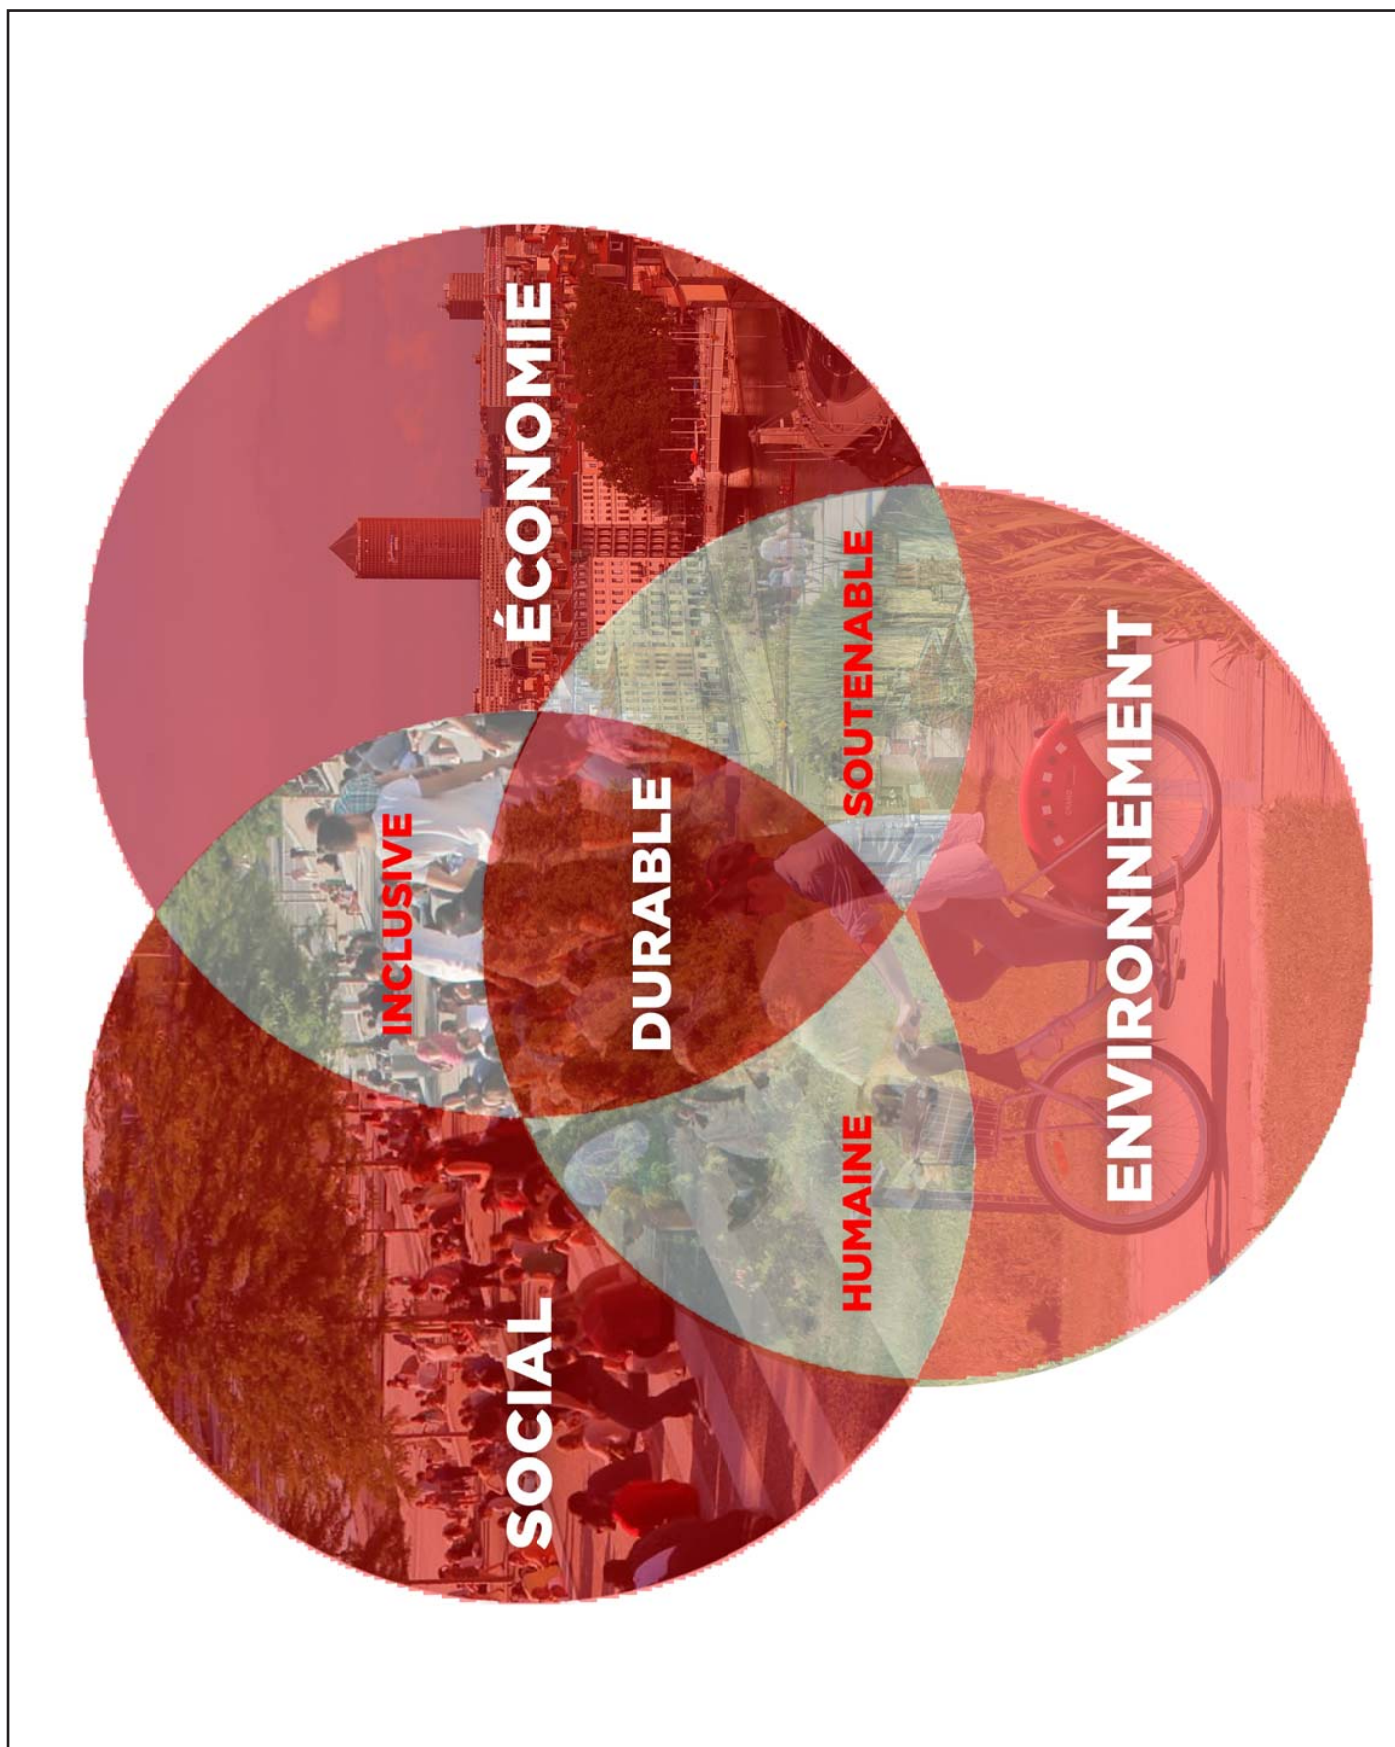 SOCIAL
ÉCONOMIE
INCLUSIVE
DURABLE
HUMAINE
SOUTENABLE
ENVIRONNEMENT